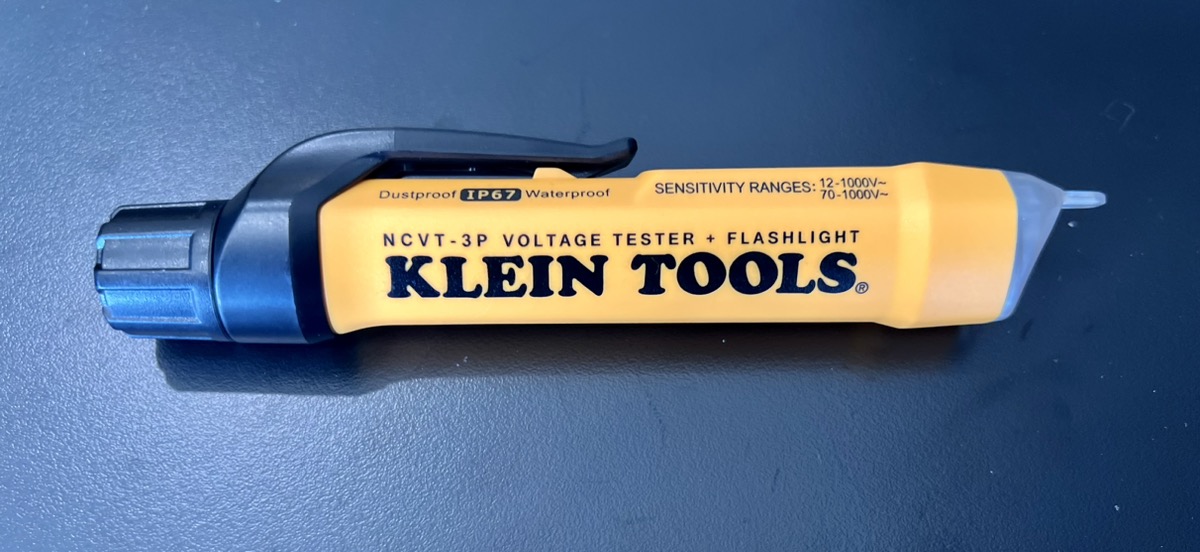 Dustproof IP67 Waterproof
SENSITIVITY RANGES: 12-1000V~
70-1000V~
NCVT-3P VOLTAGE TESTER + FLASHLIGHT
KLEIN TOOLS®